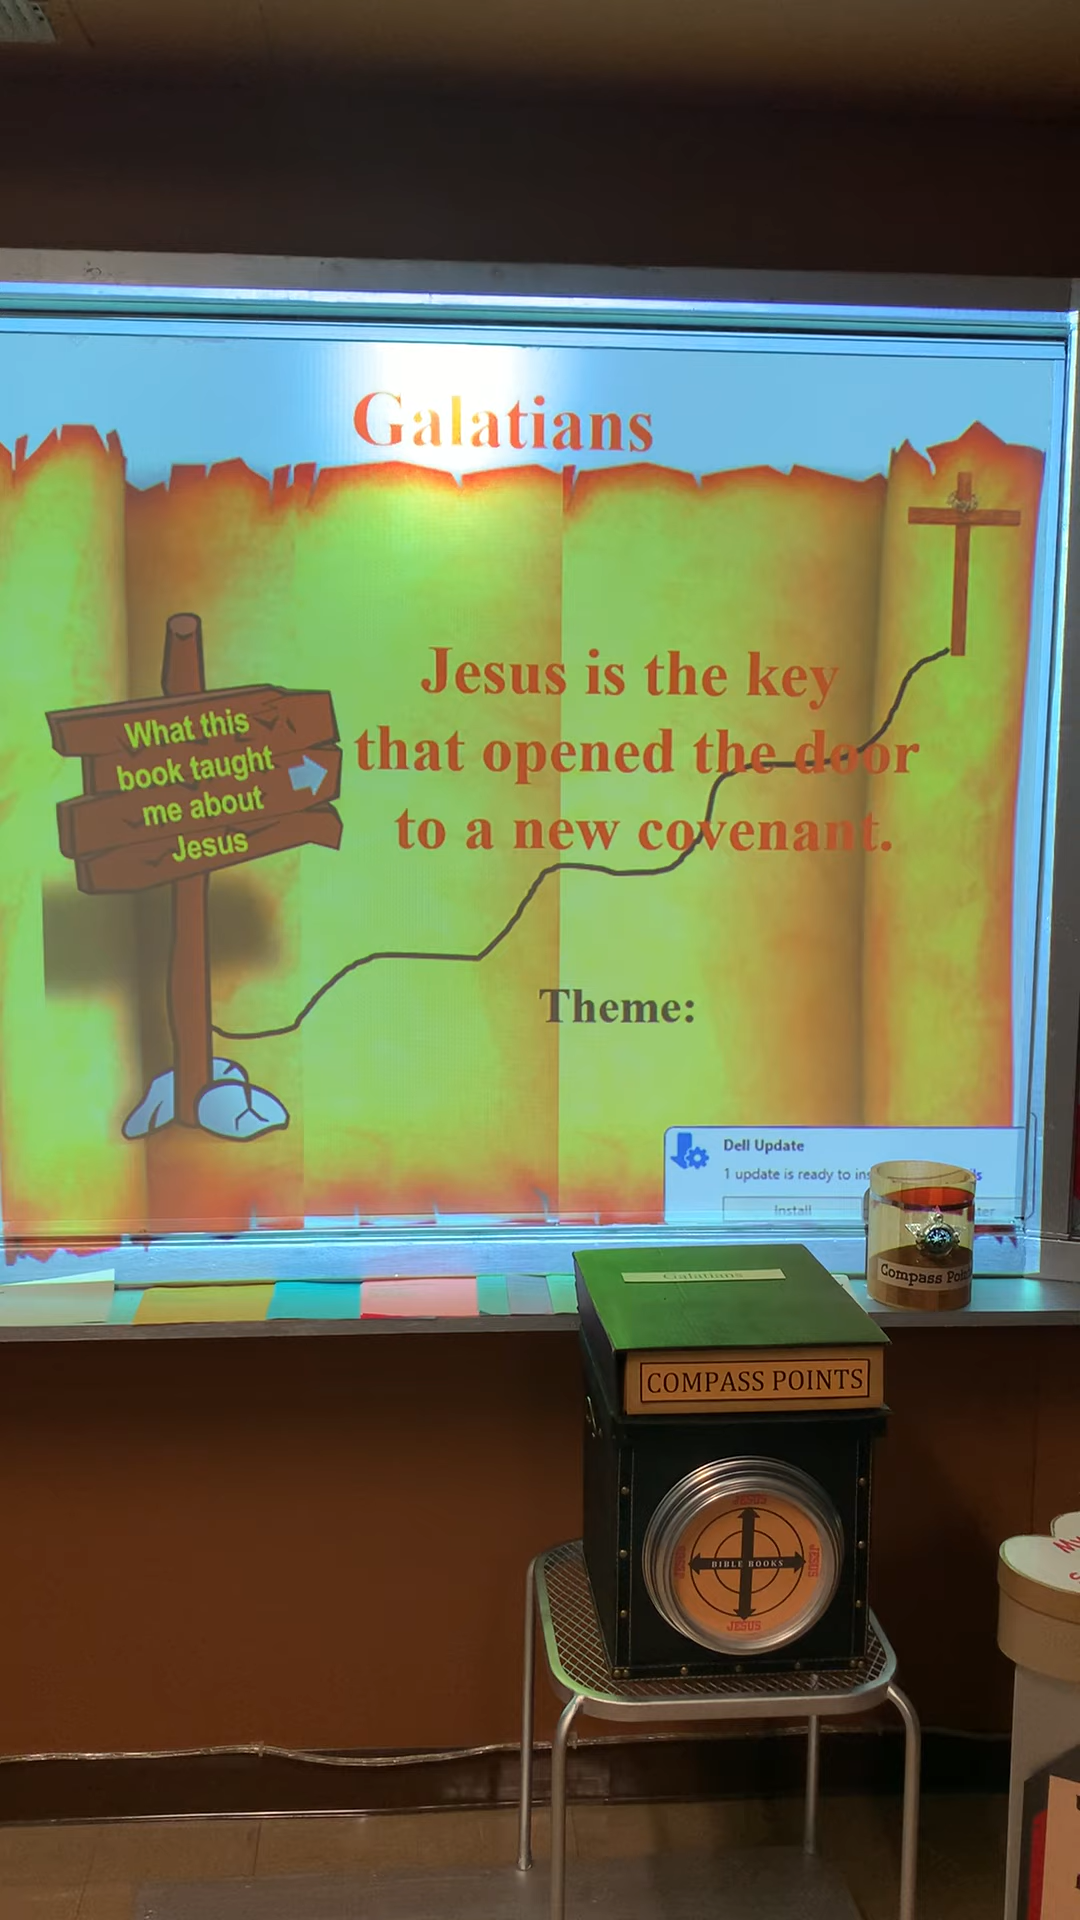 Galatians
What this
book taught
me about
Jesus
Jesus is the key
that opened the door
to a new covenant.
Theme:
Dell Update
1 update is ready to
Install
Compass
Galatians
COMPASS POINTS
JESUS
JESUS
BIBLE BOOKS
JESUS
JESUS